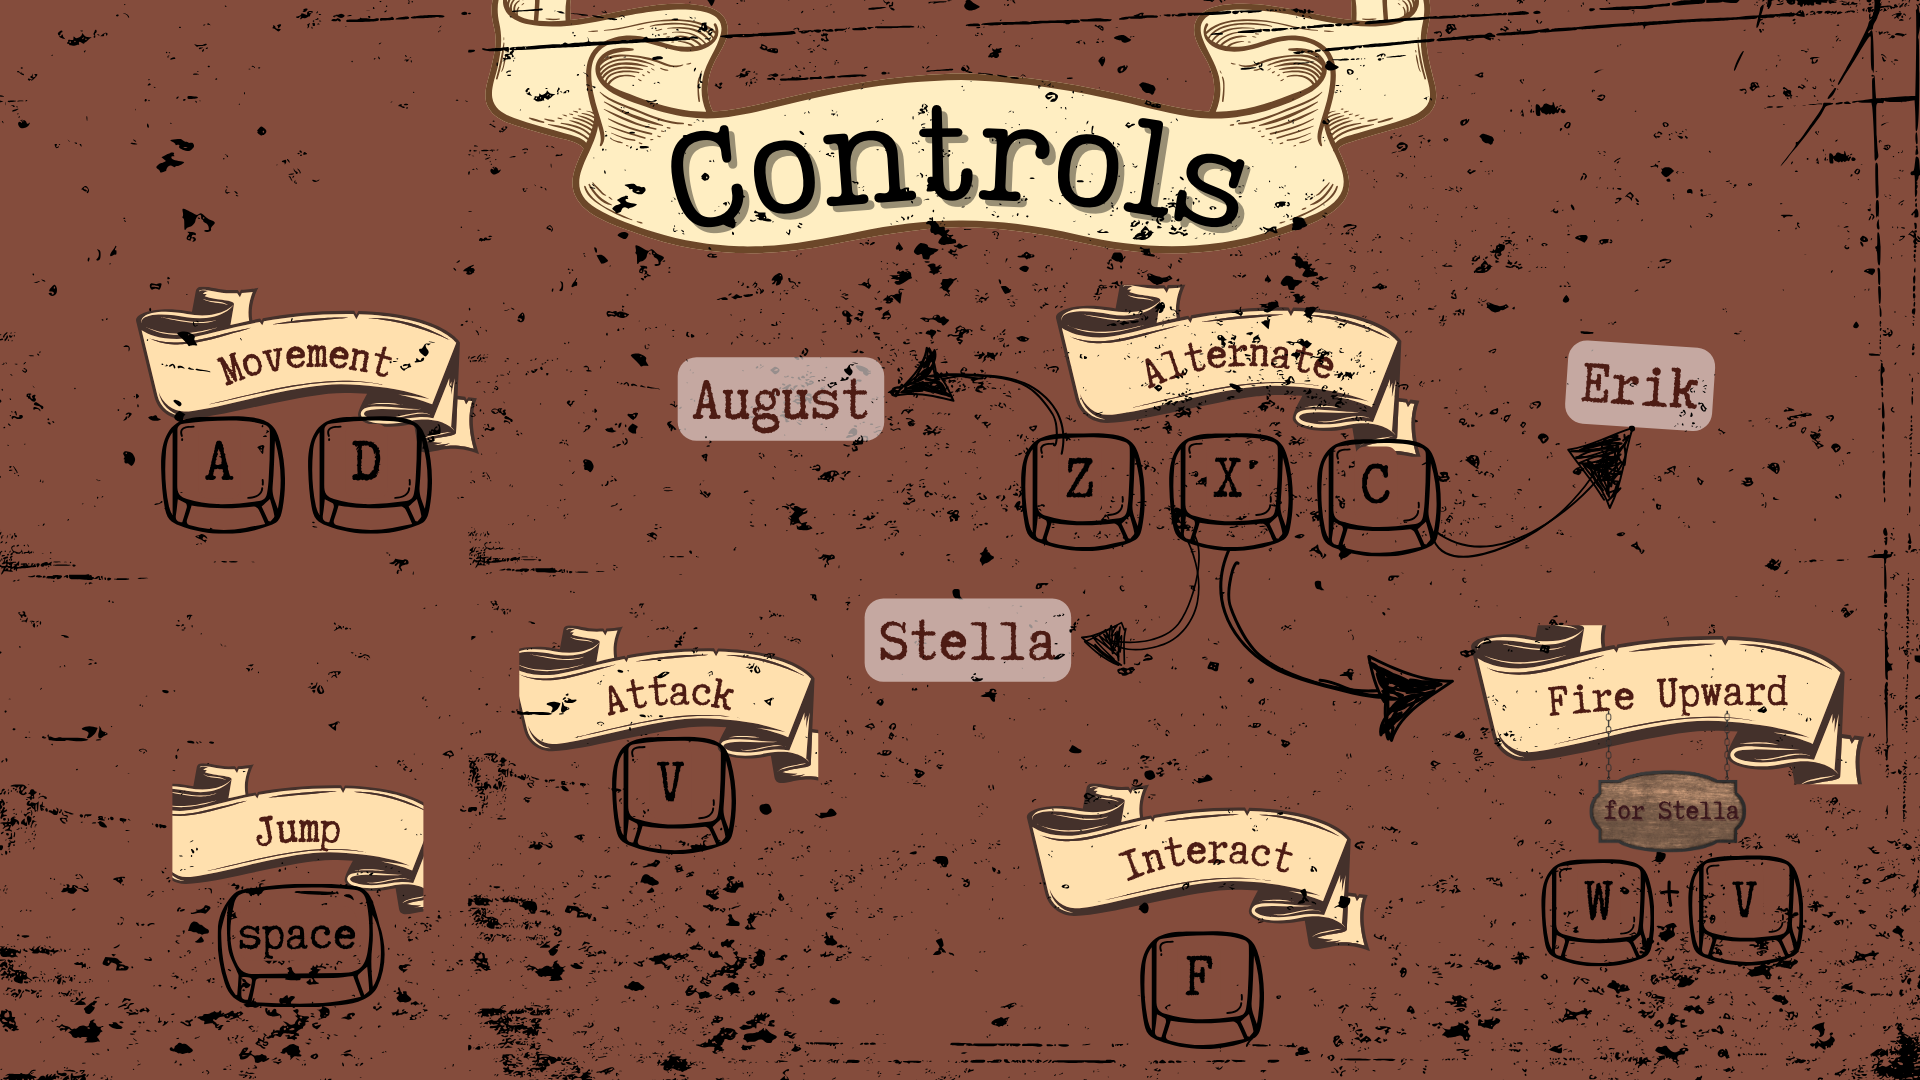 Controls
Movement
A D
Alternate
Z X C
August
Erik
Stella
Attack
V
Fire Upward
for Stella
W + V
Jump
space
Interact
F